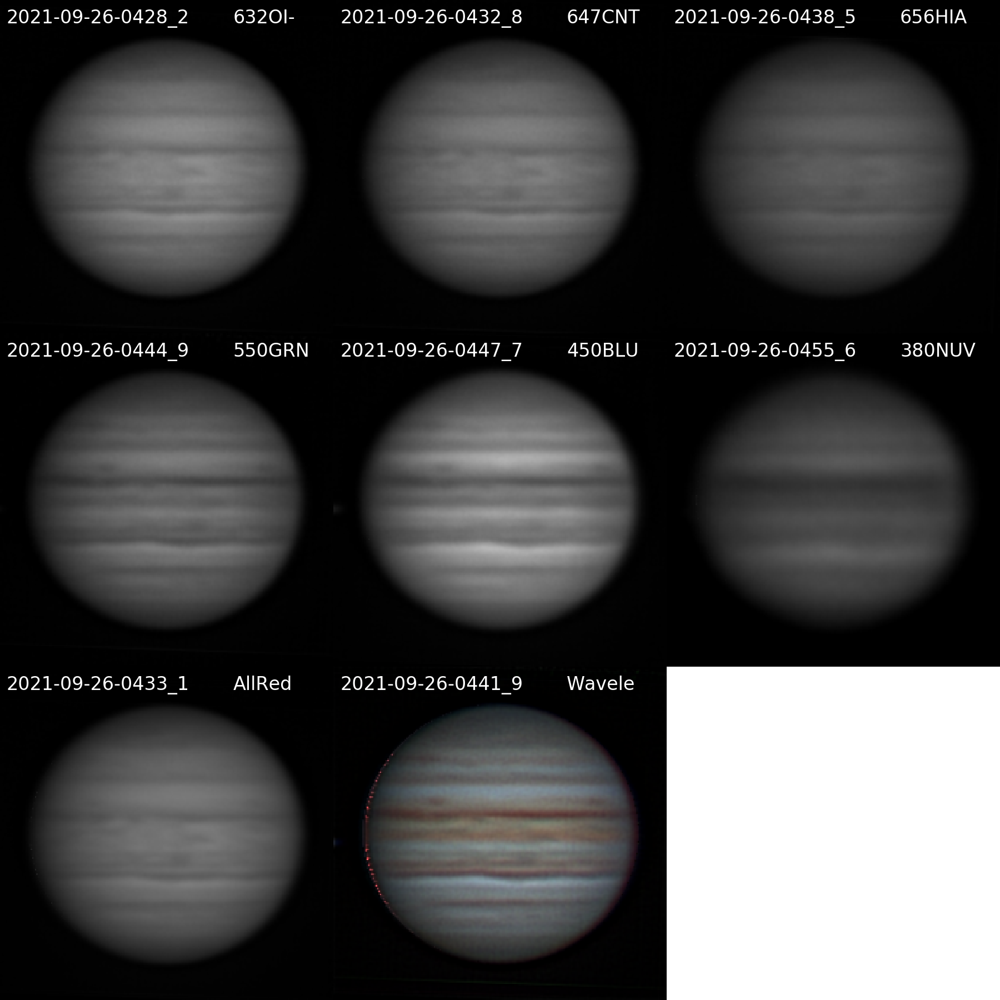 2021-09-26-0428_2 632OI-
2021-09-26-0432_8 647CNT
2021-09-26-0438_5 656HIA
2021-09-26-0444_9 550GRN
2021-09-26-0447_7 450BLU
2021-09-26-0455_6 380NUV
2021-09-26-0433_1 AllRed
2021-09-26-0441_9 Wavele